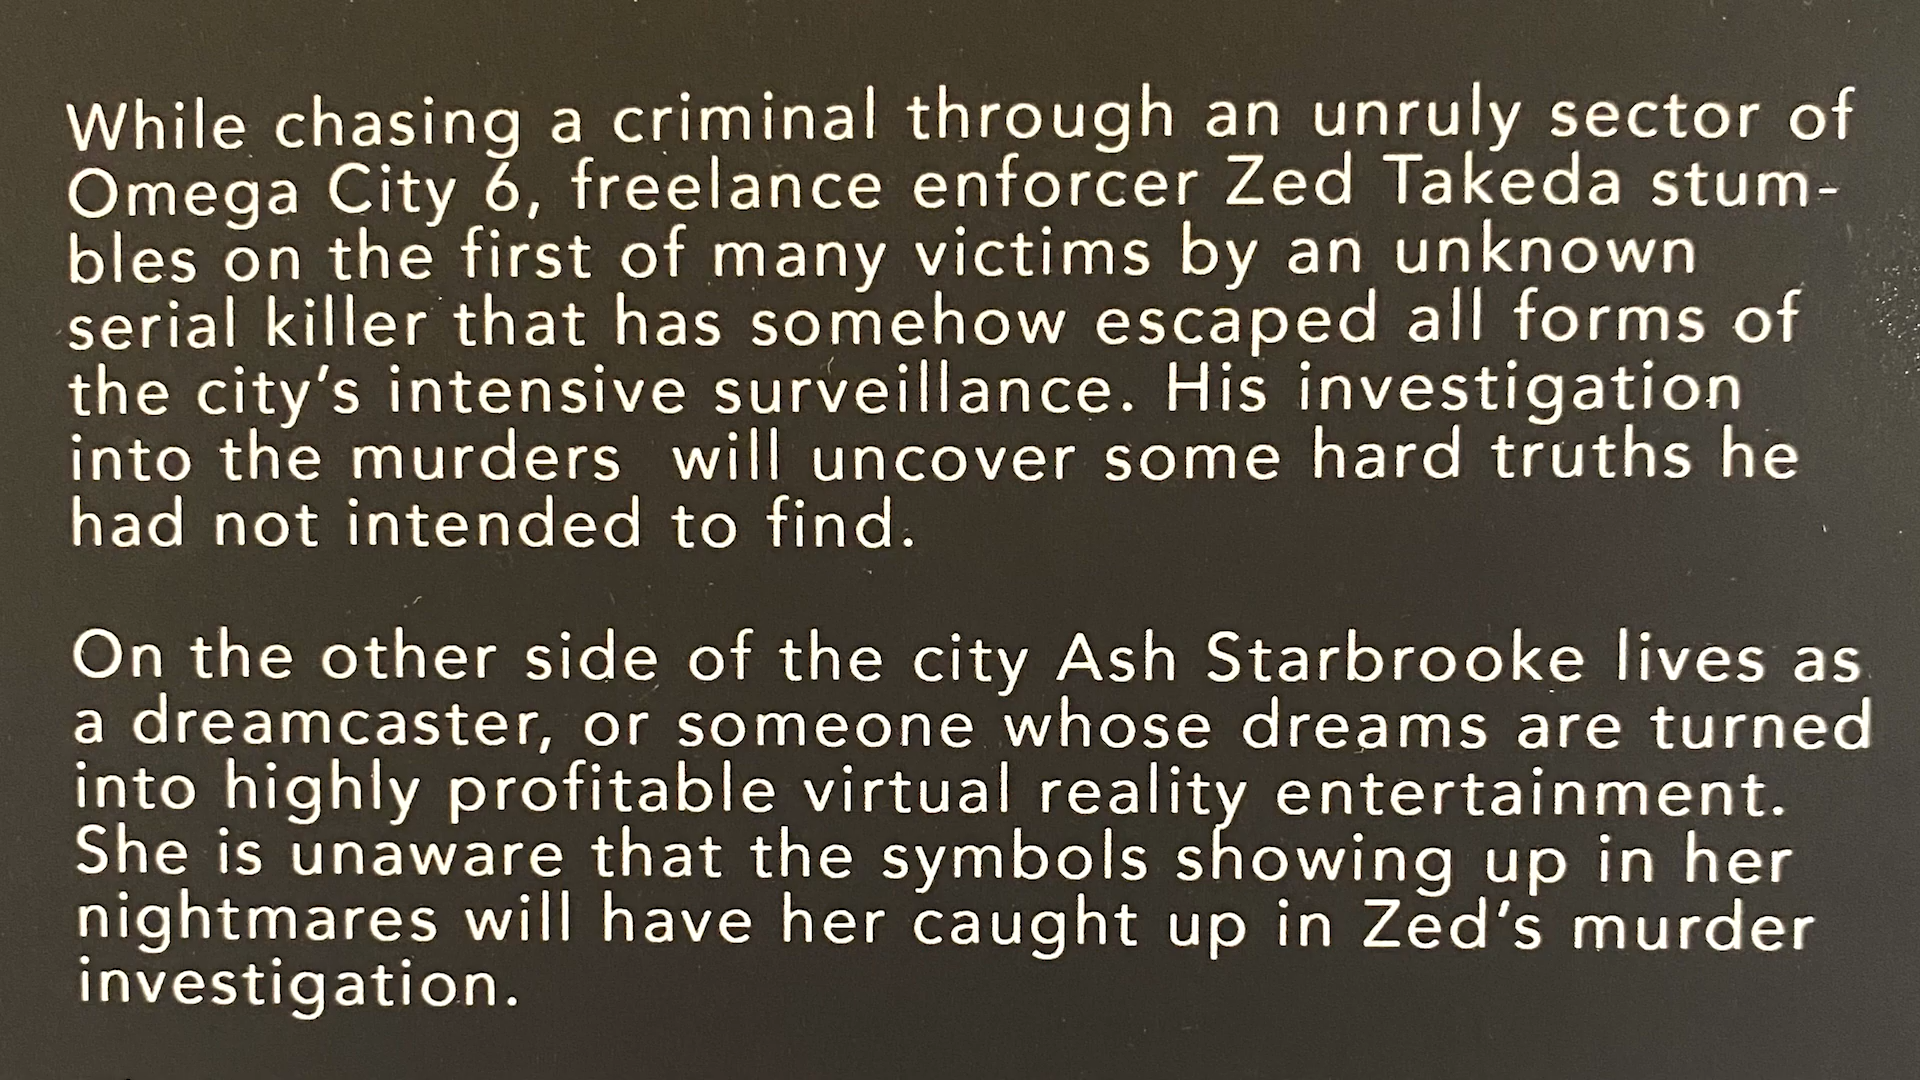 While chasing a criminal through an unruly sector of
Omega City 6, freelance enforcer Zed Takeda stum-
bles on the first of many victims by an unknown
serial killer that has somehow escaped all forms of
the city's intensive surveillance. His investigation
into the murders  will uncover some hard truths he
had not intended to find.

On the other side of the city Ash Starbrooke lives as
a dreamcaster, or someone whose dreams are turned
into highly profitable virtual reality entertainment.
She is unaware that the symbols showing up in her
nightmares will have her caught up in Zed's murder
investigation.